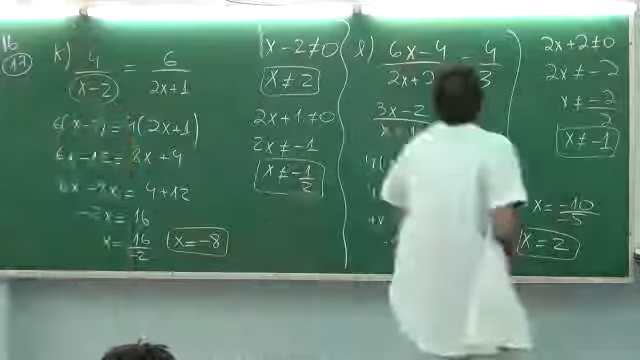 16
17
k) 4/(x-2) = 6/(2x+1)
6(x-2) = 4(2x+1)
6x-12 = 8x+4
6x-8x = 4+12
-2x = 16
x = 16/-2
x = -8
x-2≠0
x≠2
2x+1≠0
2x≠-1
x≠-1/2
l) (6x-4)/(2x+2 4/3
3x-2
2x+2≠0
2x≠-2
x≠-2/2
x≠-1
x = -10/-5
x = 2